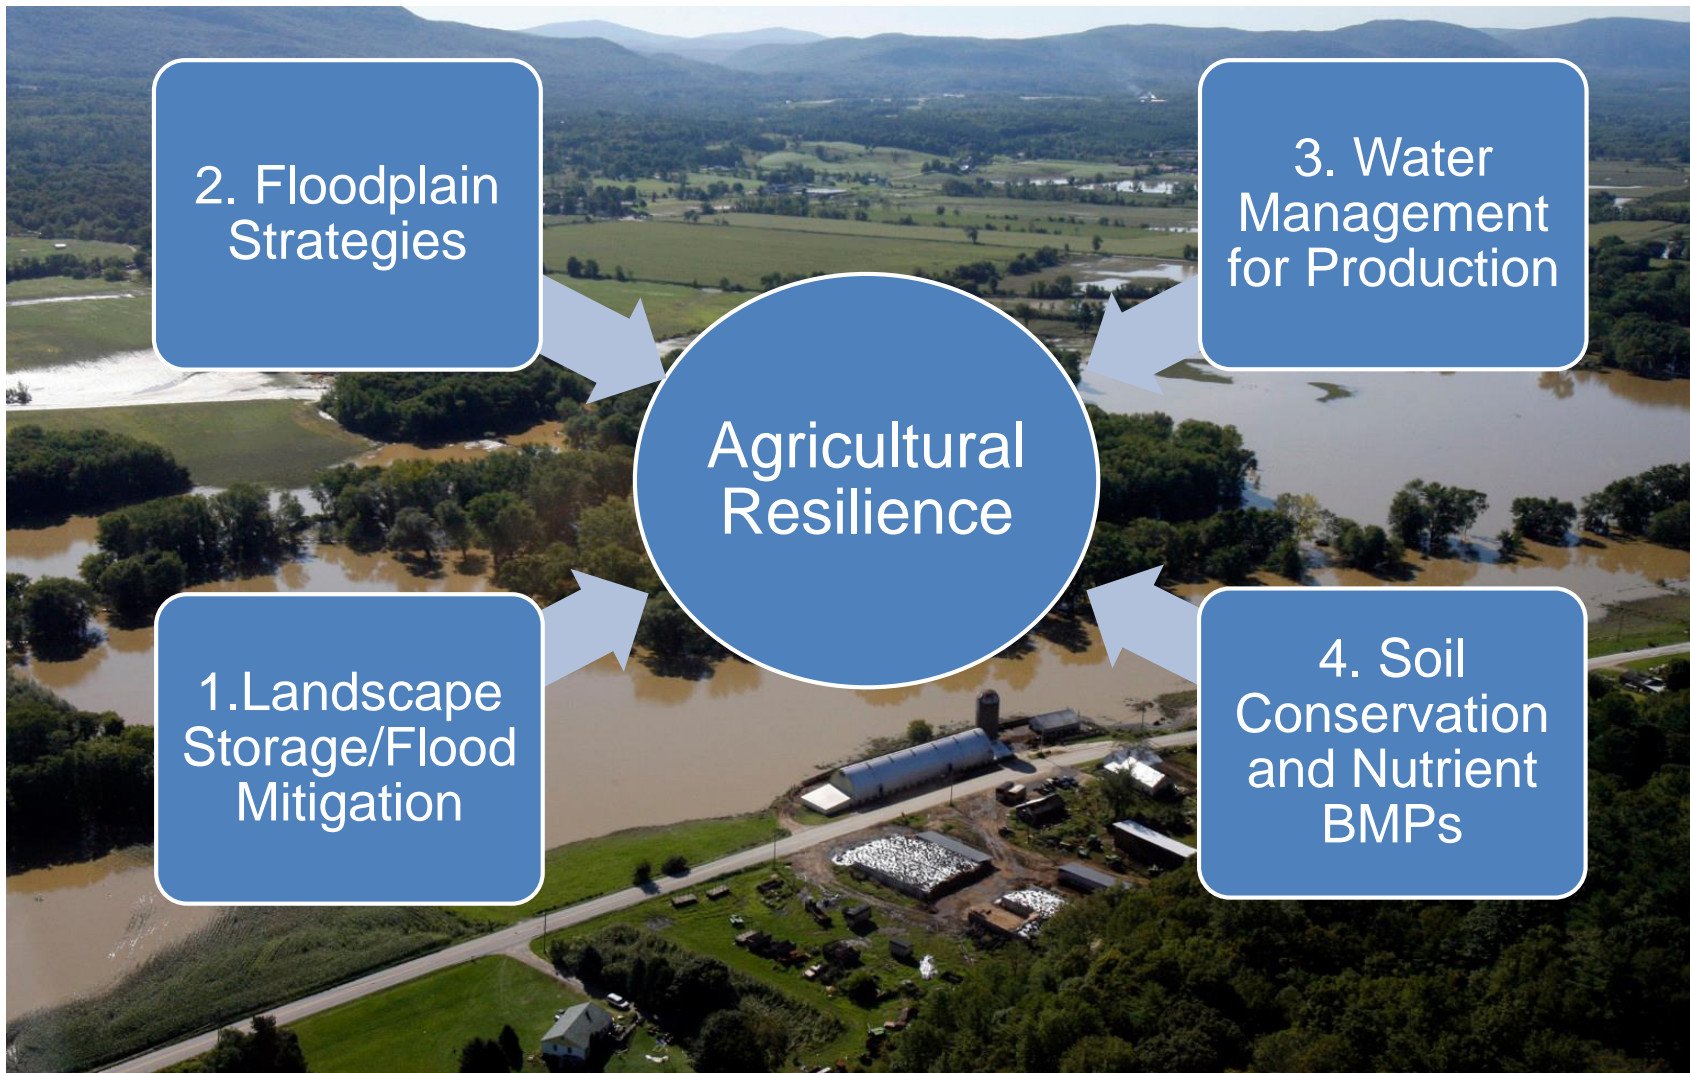 2. Floodplain
Strategies
3. Water
Management
for Production
Agricultural
Resilience
1.Landscape
Storage/Flood
Mitigation
4. Soil
Conservation
and Nutrient
BMPs